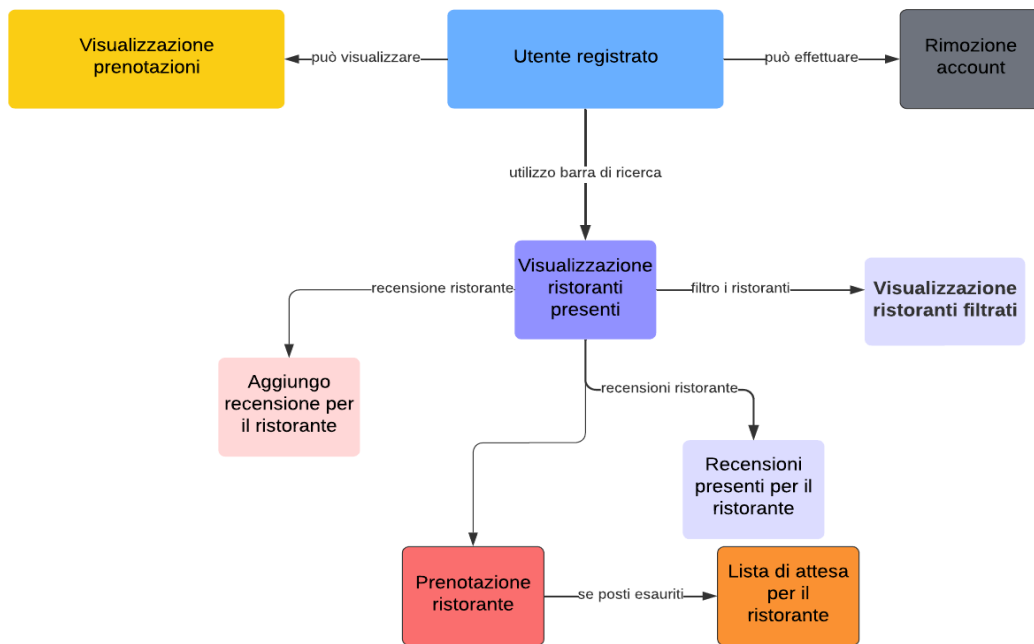 Visualizzazione
prenotazioni
può visualizzare
Utente registrato
può effettuare
Rimozione
account
utilizzo barra di ricerca
Visualizzazione
ristoranti
presenti
recensione ristorante
filtro i ristoranti
Visualizzazione
ristoranti filtrati
Aggiungo
recensione per
il ristorante
recensioni ristorante
Recensioni
presenti per il
ristorante
Prenotazione
ristorante
se posti esauriti
Lista di attesa
per il
ristorante